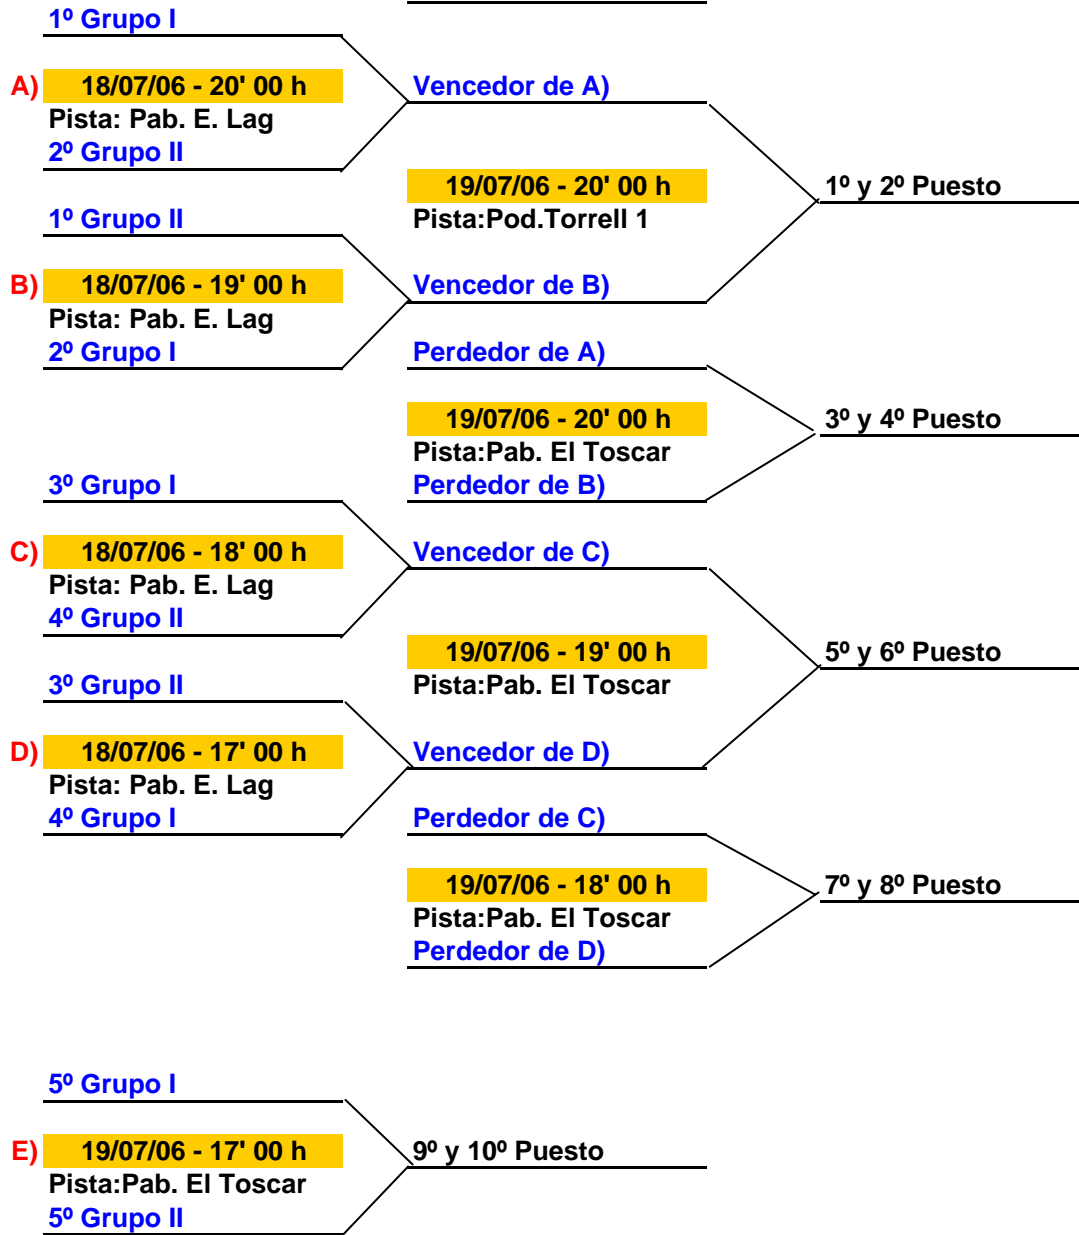 1º Grupo I
A) 18/07/06 - 20' 00 h Vencedor de A)
Pista: Pab. E. Lag
2º Grupo II
19/07/06 - 20' 00 h 1º y 2º Puesto
1º Grupo II Pista:Pod.Torrell 1
B) 18/07/06 - 19' 00 h Vencedor de B)
Pista: Pab. E. Lag
2º Grupo I Perdedor de A)
19/07/06 - 20' 00 h 3º y 4º Puesto
Pista:Pab. El Toscar
3º Grupo I Perdedor de B)
C) 18/07/06 - 18' 00 h Vencedor de C)
Pista: Pab. E. Lag
4º Grupo II
19/07/06 - 19' 00 h 5º y 6º Puesto
3º Grupo II Pista:Pab. El Toscar
D) 18/07/06 - 17' 00 h Vencedor de D)
Pista: Pab. E. Lag
4º Grupo I Perdedor de C)
19/07/06 - 18' 00 h 7º y 8º Puesto
Pista:Pab. El Toscar
Perdedor de D)
5º Grupo I
E) 19/07/06 - 17' 00 h 9º y 10º Puesto
Pista:Pab. El Toscar
5º Grupo II